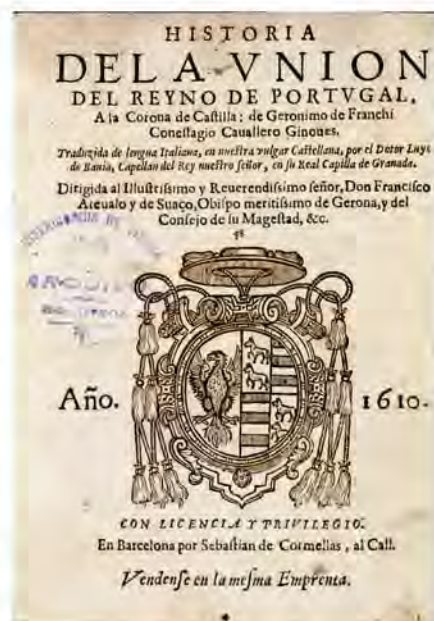 HISTORIA
DE LA VNION
DEL REYNO DE PORTVGAL,
A la Corona de Castilla: de Geronimo de Franchi
Conestagio Cauallero Ginoues.
Traduzida de lengua Italiana, en nuestra vulgar Castellana, por el Dotor Luys
de Bania, Capellan del Rey nuestro señor, en su Real Capilla de Granada.
Dirigida al Illustrissimo y Reuerendissimo señor, Don Francisco
Areualo y de Suaço, Obispo meritissimo de Gerona, y del
Consejo de su Magestad, &c.
Año. 1610.
CON LICENCIA Y PRIVILEGIO.
En Barcelona por Sebastian de Cormellas, al Call.
Vendense en la mesma Emprenta.